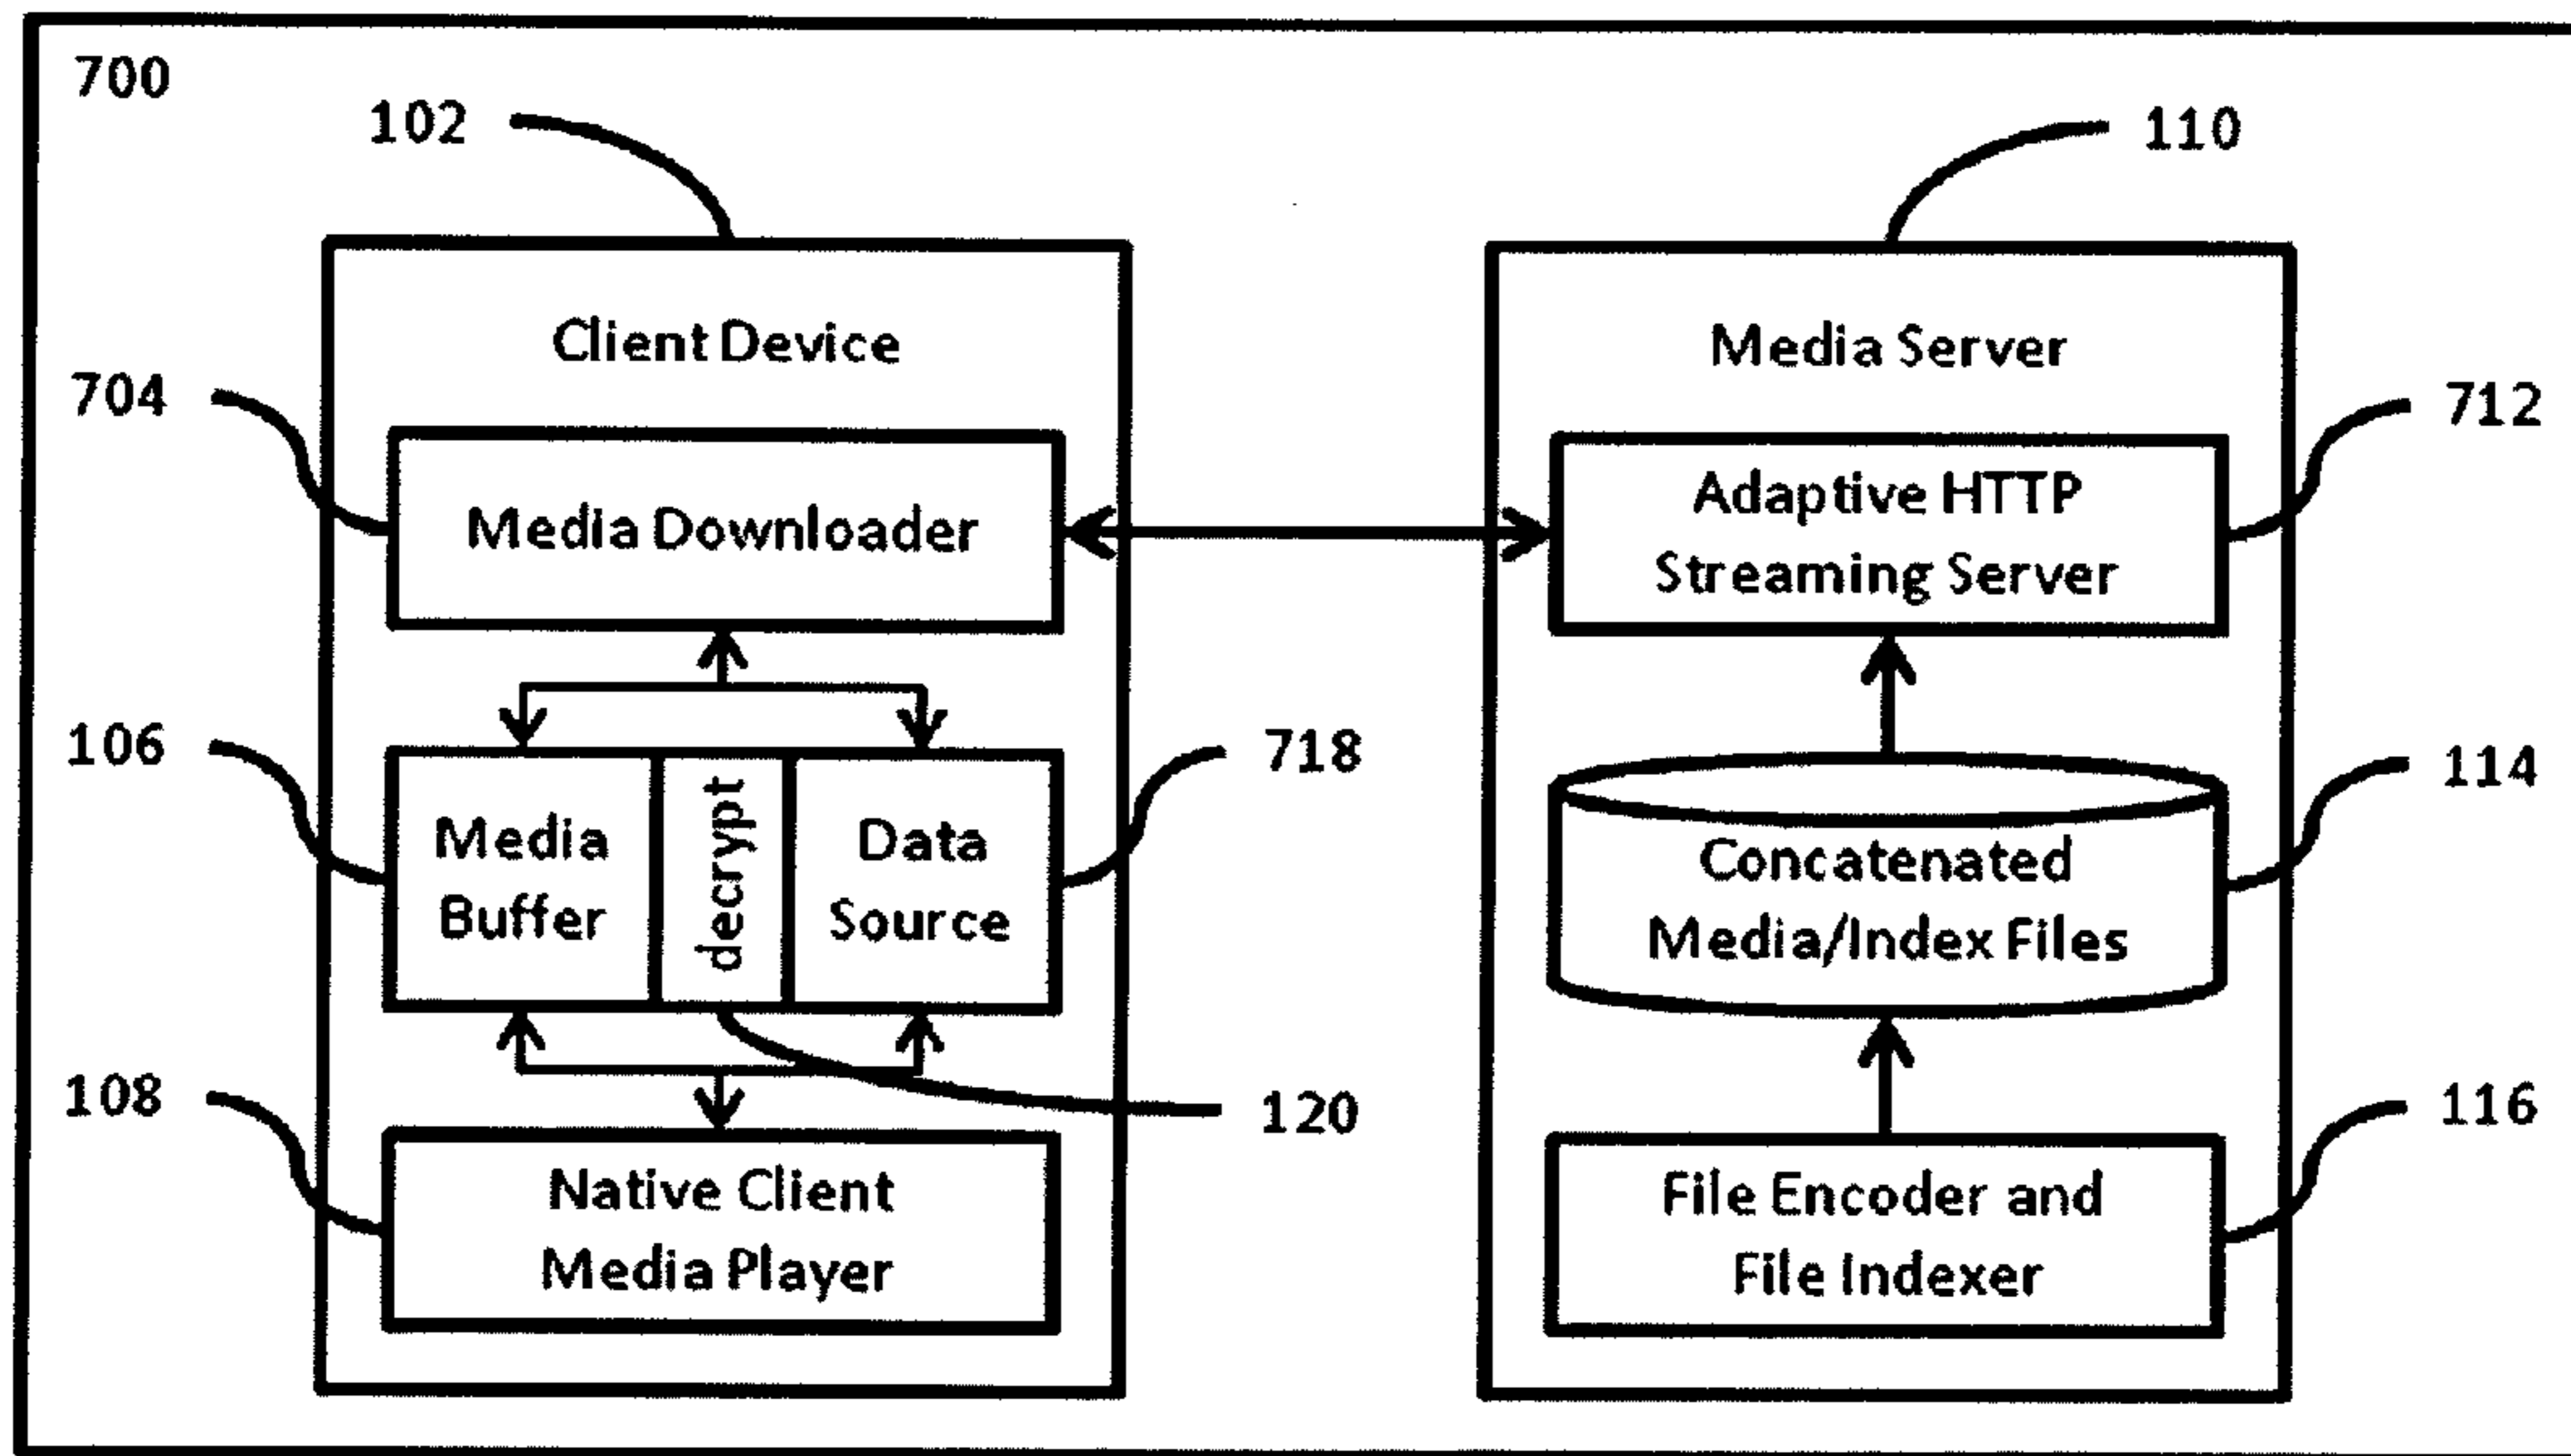 700
102
110
Client Device
Media Server
704
712
Media Downloader
Adaptive HTTP
Streaming Server
106
718
114
Media
Buffer
decrypt
Data
Source
Concatenated
Media/Index Files
108
120
116
Native Client
Media Player
File Encoder and
File Indexer